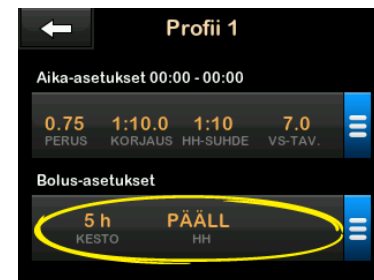 Profii 1
Aika-asetukset 00:00 - 00:00
0.75 1:10.0 1:10 7.0
PERUS KORJAUS HH-SUHDE VS-TAV.
Bolus-asetukset
5 h PÄÄLL
KESTO HH